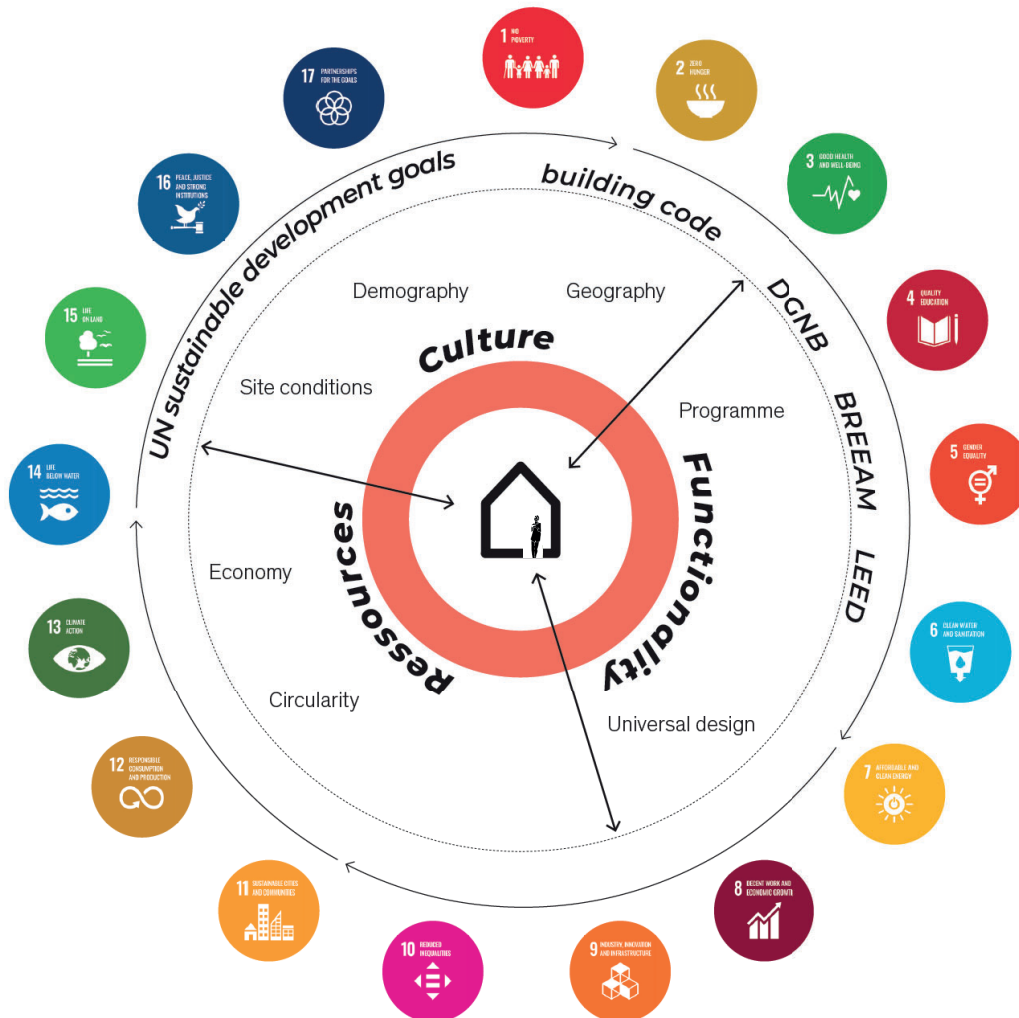 1 NO
POVERTY
2 ZERO
HUNGER
3 GOOD HEALTH
AND WELL-BEING
4 QUALITY
EDUCATION
5 GENDER
EQUALITY
6 CLEAN WATER
AND SANITATION
7 AFFORDABLE AND
CLEAN ENERGY
8 DECENT WORK AND
ECONOMIC GROWTH
9 INDUSTRY, INNOVATION
AND INFRASTRUCTURE
10 REDUCED
INEQUALITIES
11 SUSTAINABLE CITIES
AND COMMUNITIES
12 RESPONSIBLE
CONSUMPTION
AND PRODUCTION
13 CLIMATE
ACTION
14 LIFE
BELOW WATER
15 LIFE
ON LAND
16 PEACE, JUSTICE
AND STRONG
INSTITUTIONS
17 PARTNERSHIPS
FOR THE GOALS
UN sustainable development goals
building code
DGNB
BREEAM
LEED
Demography
Geography
Site conditions
Programme
Economy
Circularity
Universal design
Culture
Functionality
Ressources